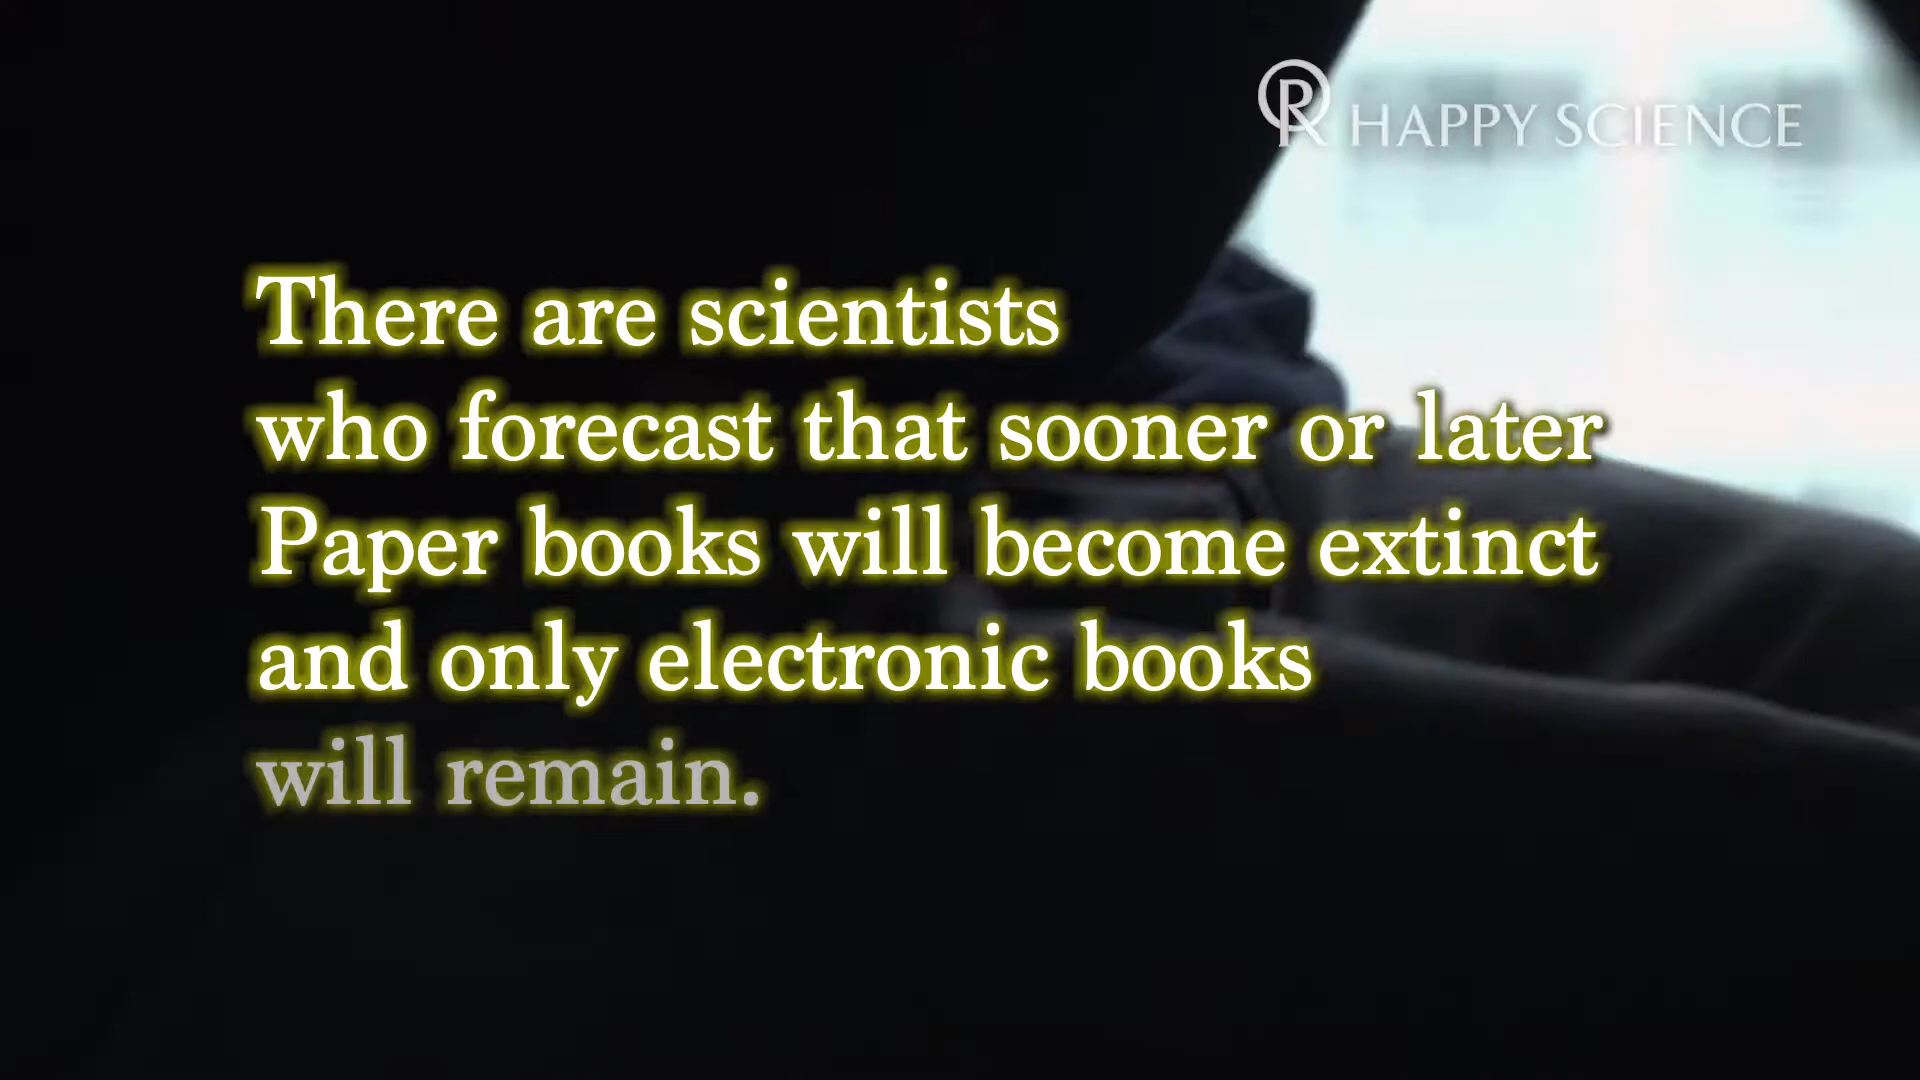 HAPPY SCIENCE
There are scientists
who forecast that sooner or later
Paper books will become extinct
and only electronic books
will remain.